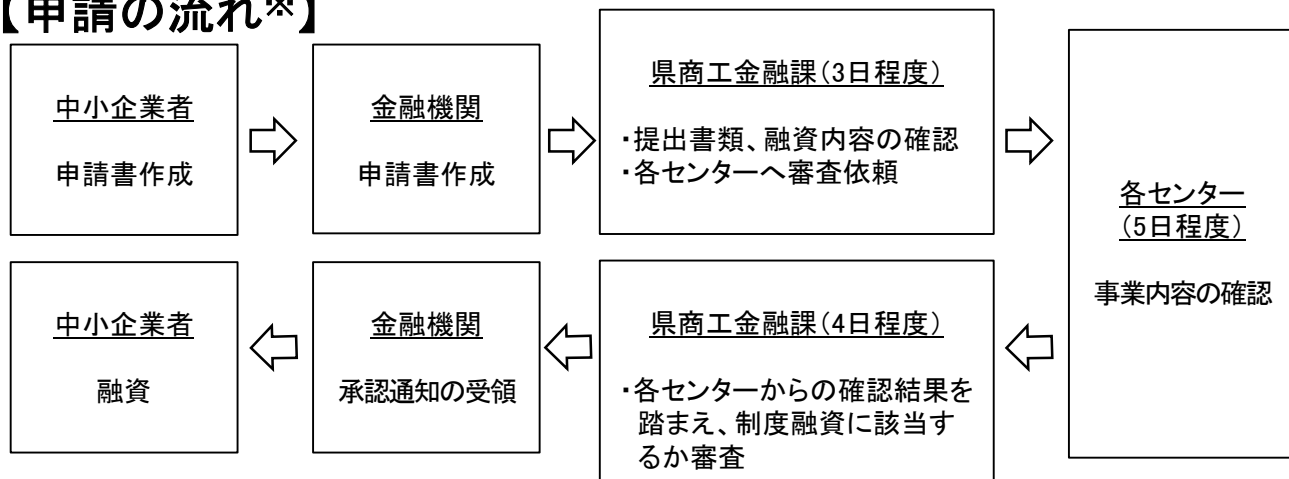 【申請の流れ※】
中小企業者
申請書作成
金融機関
申請書作成
県商工金融課(3日程度)
・提出書類、融資内容の確認
・各センターへ審査依頼
各センター
(5日程度)
事業内容の確認
県商工金融課(4日程度)
・各センターからの確認結果を
踏まえ、制度融資に該当す
るか審査
金融機関
承認通知の受領
中小企業者
融資